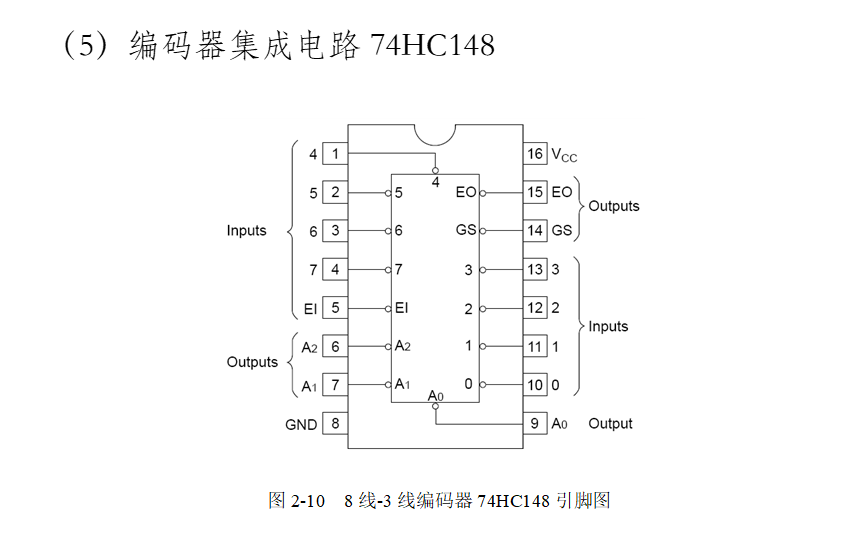 （5）编码器集成电路 74HC148
4 1 4 16 VCC
5 2 5 EO 15 EO
Outputs
Inputs 6 3 6 GS 14 GS
7 4 7 3 13 3
EI 5 EI 2 12 2
Inputs
A2 6 A2 1 11 1
Outputs
A1 7 A1 0 10 0
A0
GND 8 9 A0 Output
图 2-10 8 线-3 线编码器 74HC148 引脚图